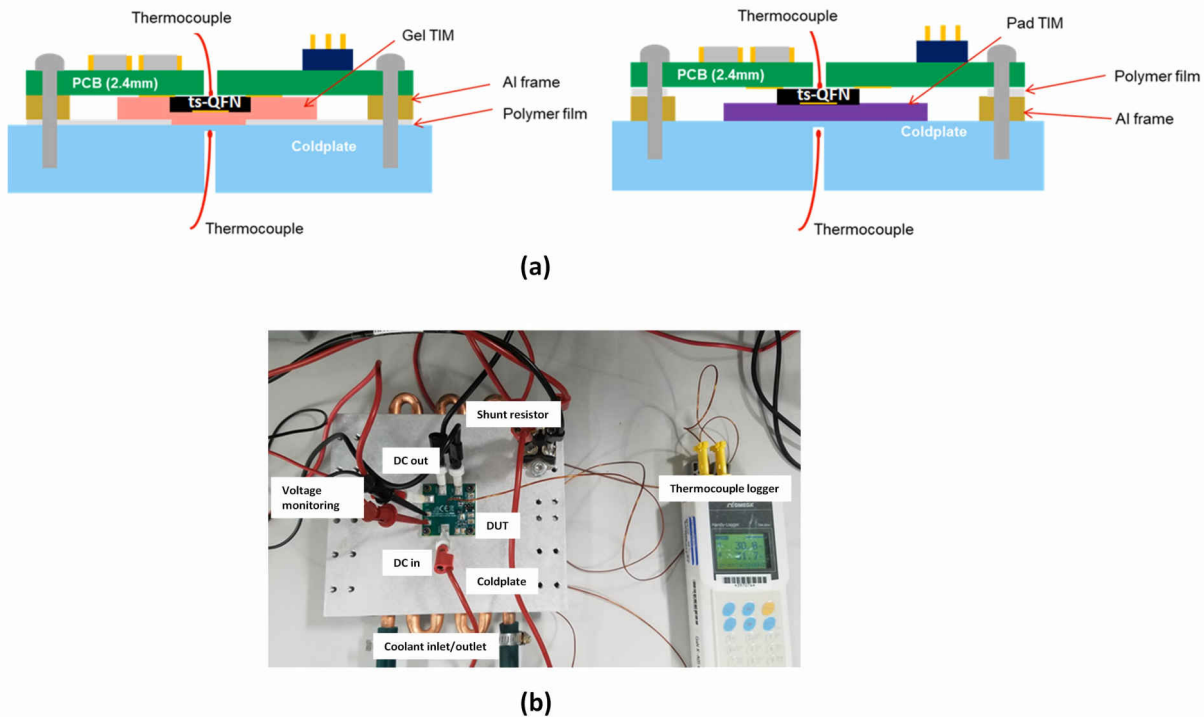 Thermocouple
Gel TIM
PCB (2.4mm)
Al frame
ts-QFN
Polymer film
Coldplate
Thermocouple
Thermocouple
Pad TIM
PCB (2.4mm)
Polymer film
ts-QFN
Al frame
Coldplate
Thermocouple
(a)
Shunt resistor
DC out
Voltage
monitoring
Thermocouple logger
DUT
DC in
Coldplate
Coolant inlet/outlet
(b)